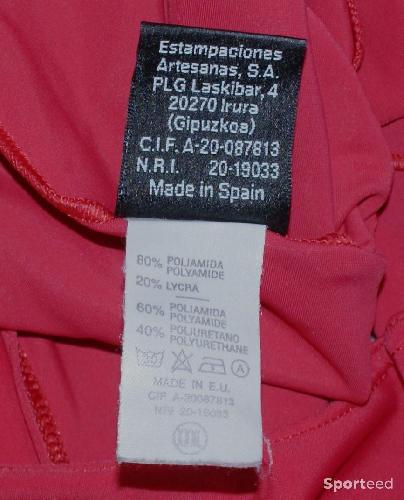 Estampaciones
Artesanas, S.A.
PLG Laskibar, 4
20270 Irura
(Gipuzkoa)
C.I.F. A-20-087813
N.R.I. 20-19033
Made in Spain
80% POLIAMIDA
POLYAMIDE
20% LYCRA
60% POLIAMIDA
POLYAMIDE
40% POLIURETANO
POLYURETHANE
A
MADE IN E.U.
CIF A-20087813
NIV 20-19033
Sporteed